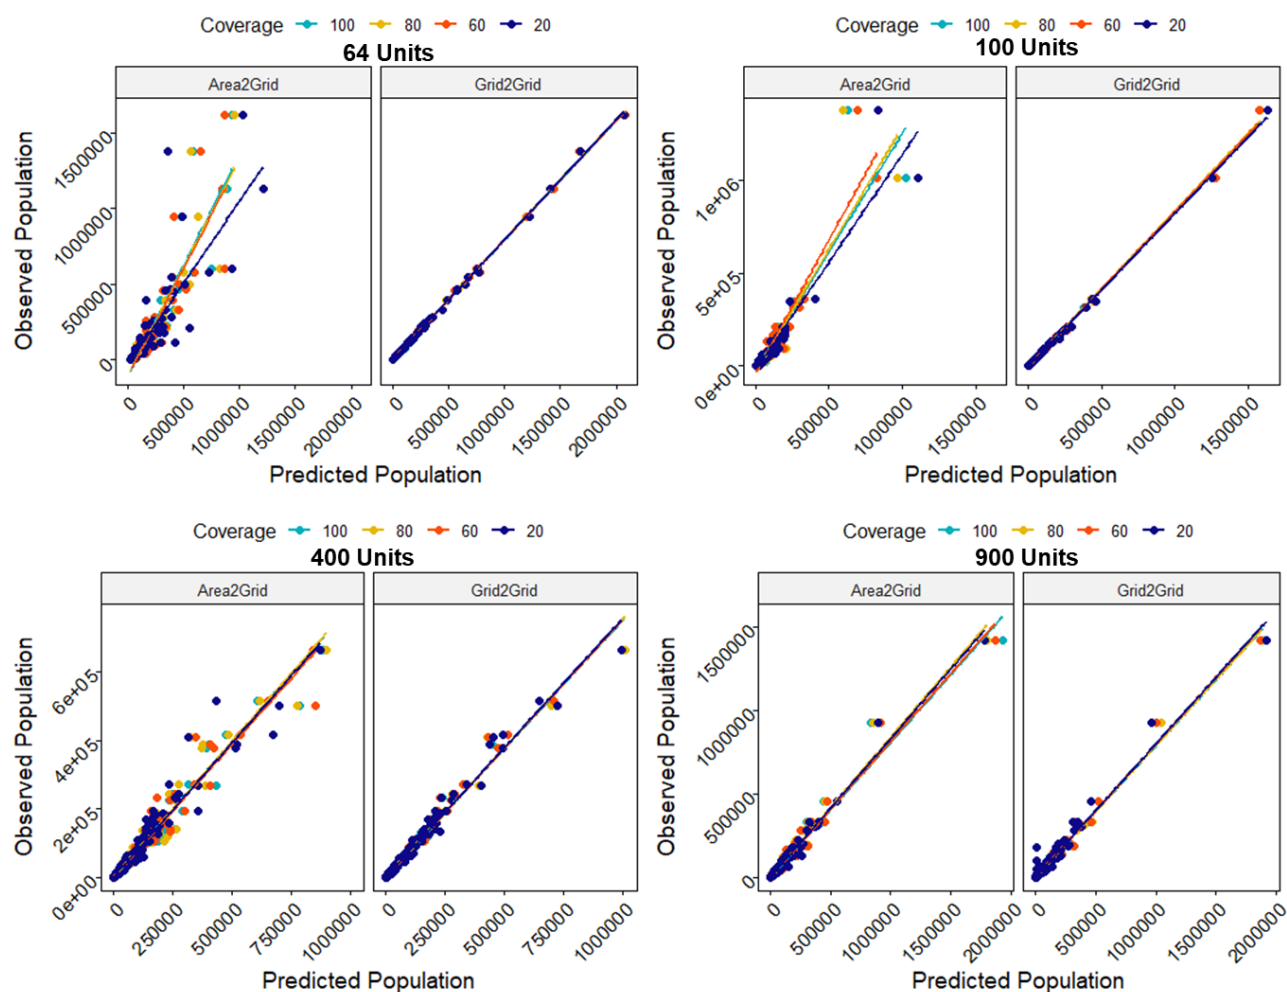 Coverage 100 80 60 20
64 Units
Area2Grid Grid2Grid
Observed Population
1500000
1000000
500000
0
0 500000 1000000 1500000 2000000 0 500000 1000000 1500000 2000000
Predicted Population
Coverage 100 80 60 20
100 Units
Area2Grid Grid2Grid
Observed Population
1e+06
5e+05
0e+00
0 500000 1000000 1500000 0 500000 1000000 1500000
Predicted Population
Coverage 100 80 60 20
400 Units
Area2Grid Grid2Grid
Observed Population
6e+05
4e+05
2e+05
0e+00
0 250000 500000 750000 1000000 0 250000 500000 750000 1000000
Predicted Population
Coverage 100 80 60 20
900 Units
Area2Grid Grid2Grid
Observed Population
1500000
1000000
500000
0
0 500000 1000000 1500000 2000000 0 500000 1000000 1500000 2000000
Predicted Population